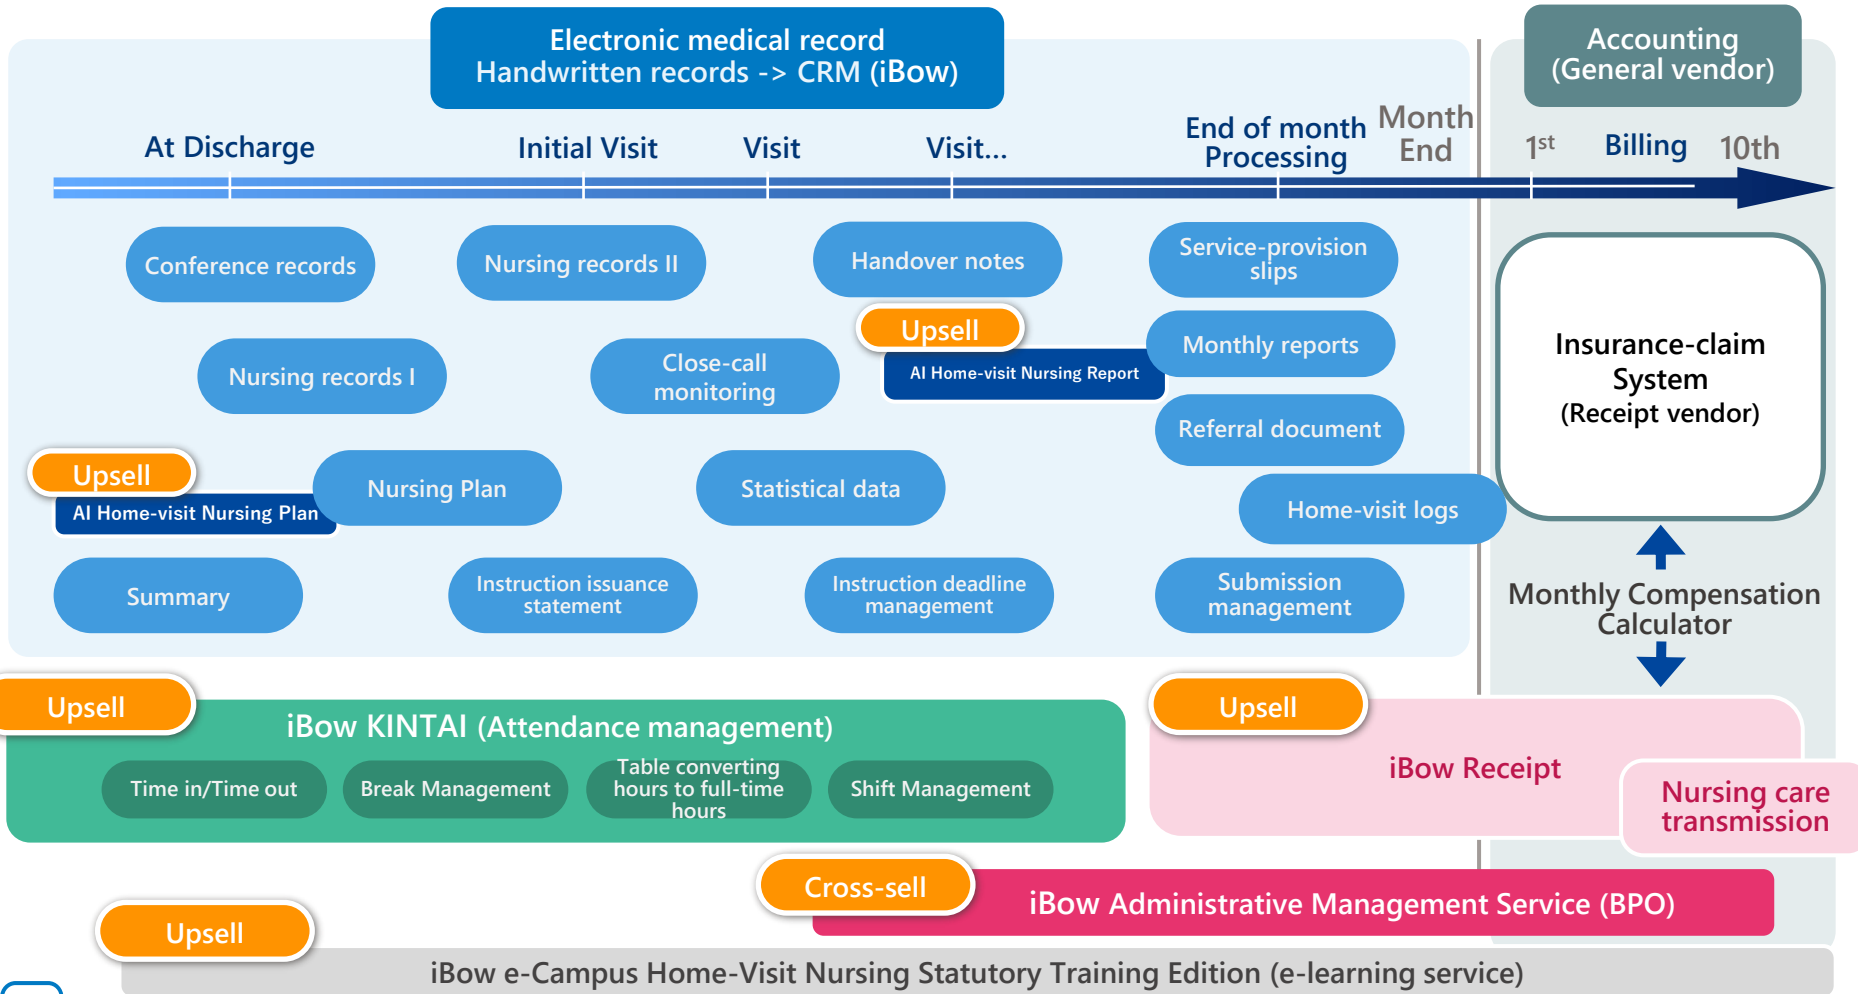 Electronic medical record
Handwritten records -> CRM (iBow)
Accounting
(General vendor)
At Discharge
Initial Visit
Visit
Visit...
End of month
Processing
Month
End
1st
Billing
10th
Conference records
Nursing records II
Handover notes
Service-provision
slips
Upsell
AI Home-visit Nursing Report
Monthly reports
Nursing records I
Close-call
monitoring
Referral document
Insurance-claim
System
(Receipt vendor)
Upsell
AI Home-visit Nursing Plan
Nursing Plan
Statistical data
Home-visit logs
Summary
Instruction issuance
statement
Instruction deadline
management
Submission
management
Monthly Compensation
Calculator
Upsell
iBow KINTAI (Attendance management)
Time in/Time out
Break Management
Table converting
hours to full-time
hours
Shift Management
Upsell
iBow Receipt
Nursing care
transmission
Cross-sell
iBow Administrative Management Service (BPO)
Upsell
iBow e-Campus Home-Visit Nursing Statutory Training Edition (e-learning service)